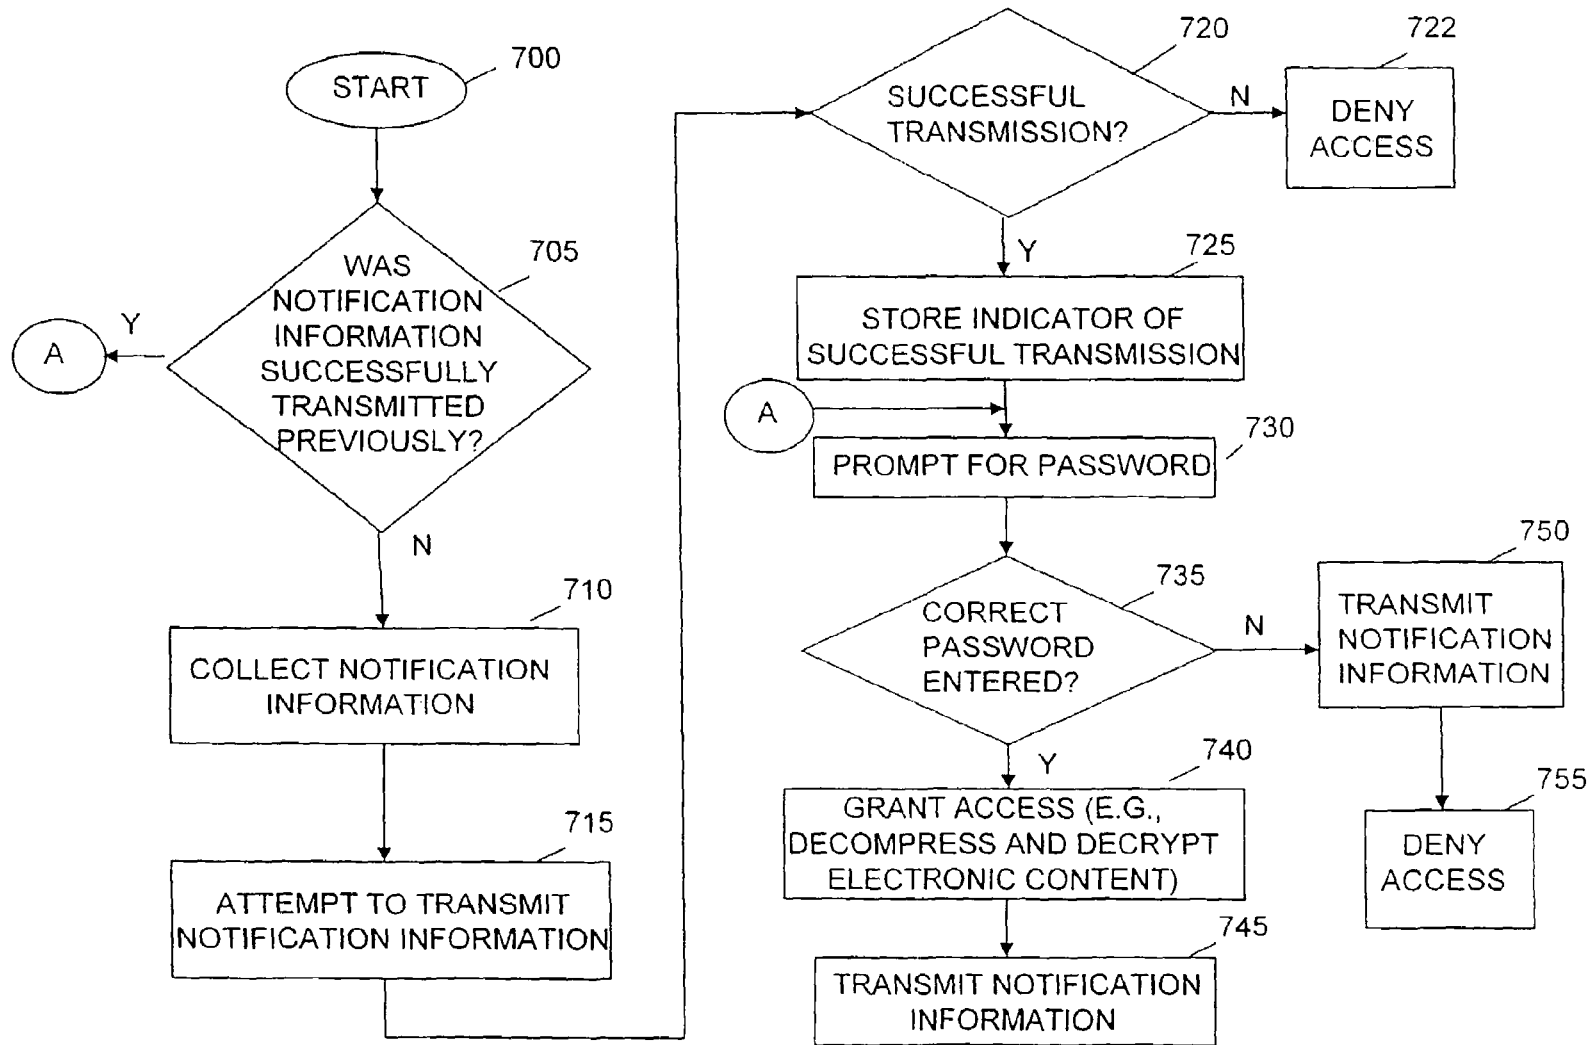 START
700
WAS
NOTIFICATION
INFORMATION
SUCCESSFULLY
TRANSMITTED
PREVIOUSLY?
705
Y
A
N
710
COLLECT NOTIFICATION
INFORMATION
715
ATTEMPT TO TRANSMIT
NOTIFICATION INFORMATION
720
SUCCESSFUL
TRANSMISSION?
N
722
DENY
ACCESS
Y
725
STORE INDICATOR OF
SUCCESSFUL TRANSMISSION
A
730
PROMPT FOR PASSWORD
735
CORRECT
PASSWORD
ENTERED?
N
750
TRANSMIT
NOTIFICATION
INFORMATION
Y
740
GRANT ACCESS (E.G.,
DECOMPRESS AND DECRYPT
ELECTRONIC CONTENT)
755
DENY
ACCESS
745
TRANSMIT NOTIFICATION
INFORMATION